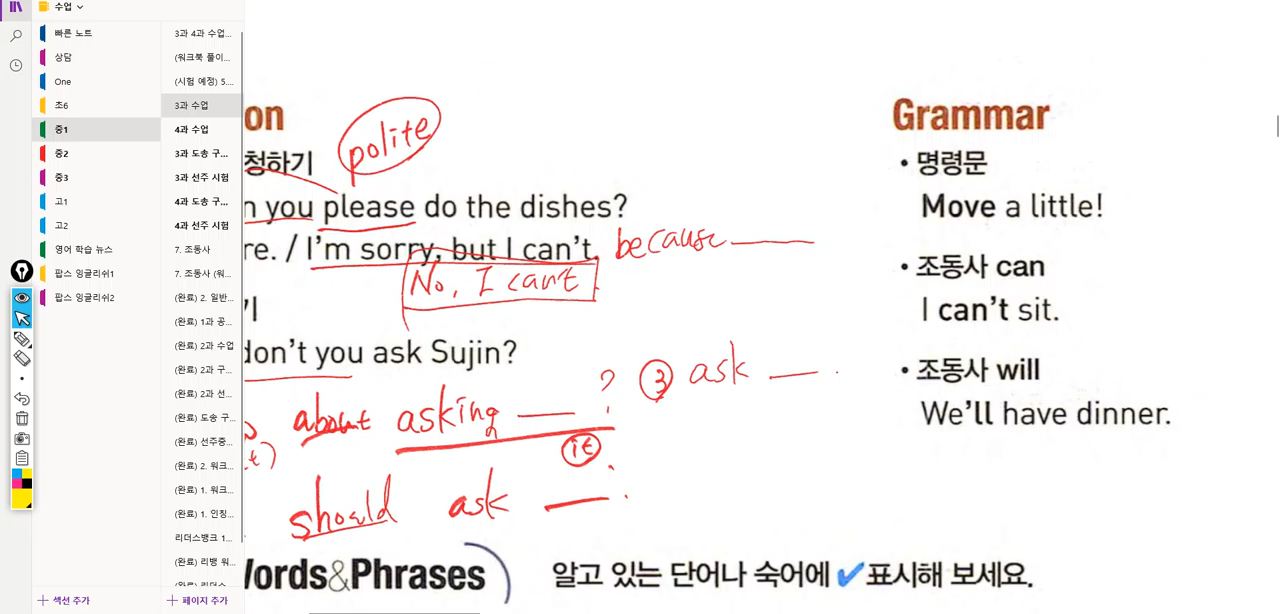 수업
빠른 노트
상담
One
초6
중1
중2
중3
고1
고2
영어 학습 뉴스
팝스 잉글리쉬1
팝스 잉글리쉬2
섹션 추가
3과 4과 수업...
(워크북 풀이...
(시험 예정) 5....
3과 수업
4과 수업
3과 도송 구...
3과 선주 시험
4과 도송 구...
4과 선주 시험
7. 조동사
7. 조동사 (워...
(완료) 2. 일반...
(완료) 1과 공...
(완료) 2과 수업
(완료) 2과 구...
(완료) 2과 선...
(완료) 도송 구...
(완료) 선주중...
(완료) 2. 워크...
(완료) 1. 워크...
(완료) 1. 인칭...
리더스뱅크 1...
(완료) 리뱅 워...
페이지 추가
on
polite
청하기
n you please do the dishes?
re. / I'm sorry, but I can't. because
No, I can't
기
don't you ask Sujin?
③ ask
about asking ?
it
should ask
Words&Phrases
알고 있는 단어나 숙어에 ✔표시해 보세요.
Grammar
• 명령문
Move a little!
• 조동사 can
I can't sit.
• 조동사 will
We'll have dinner.